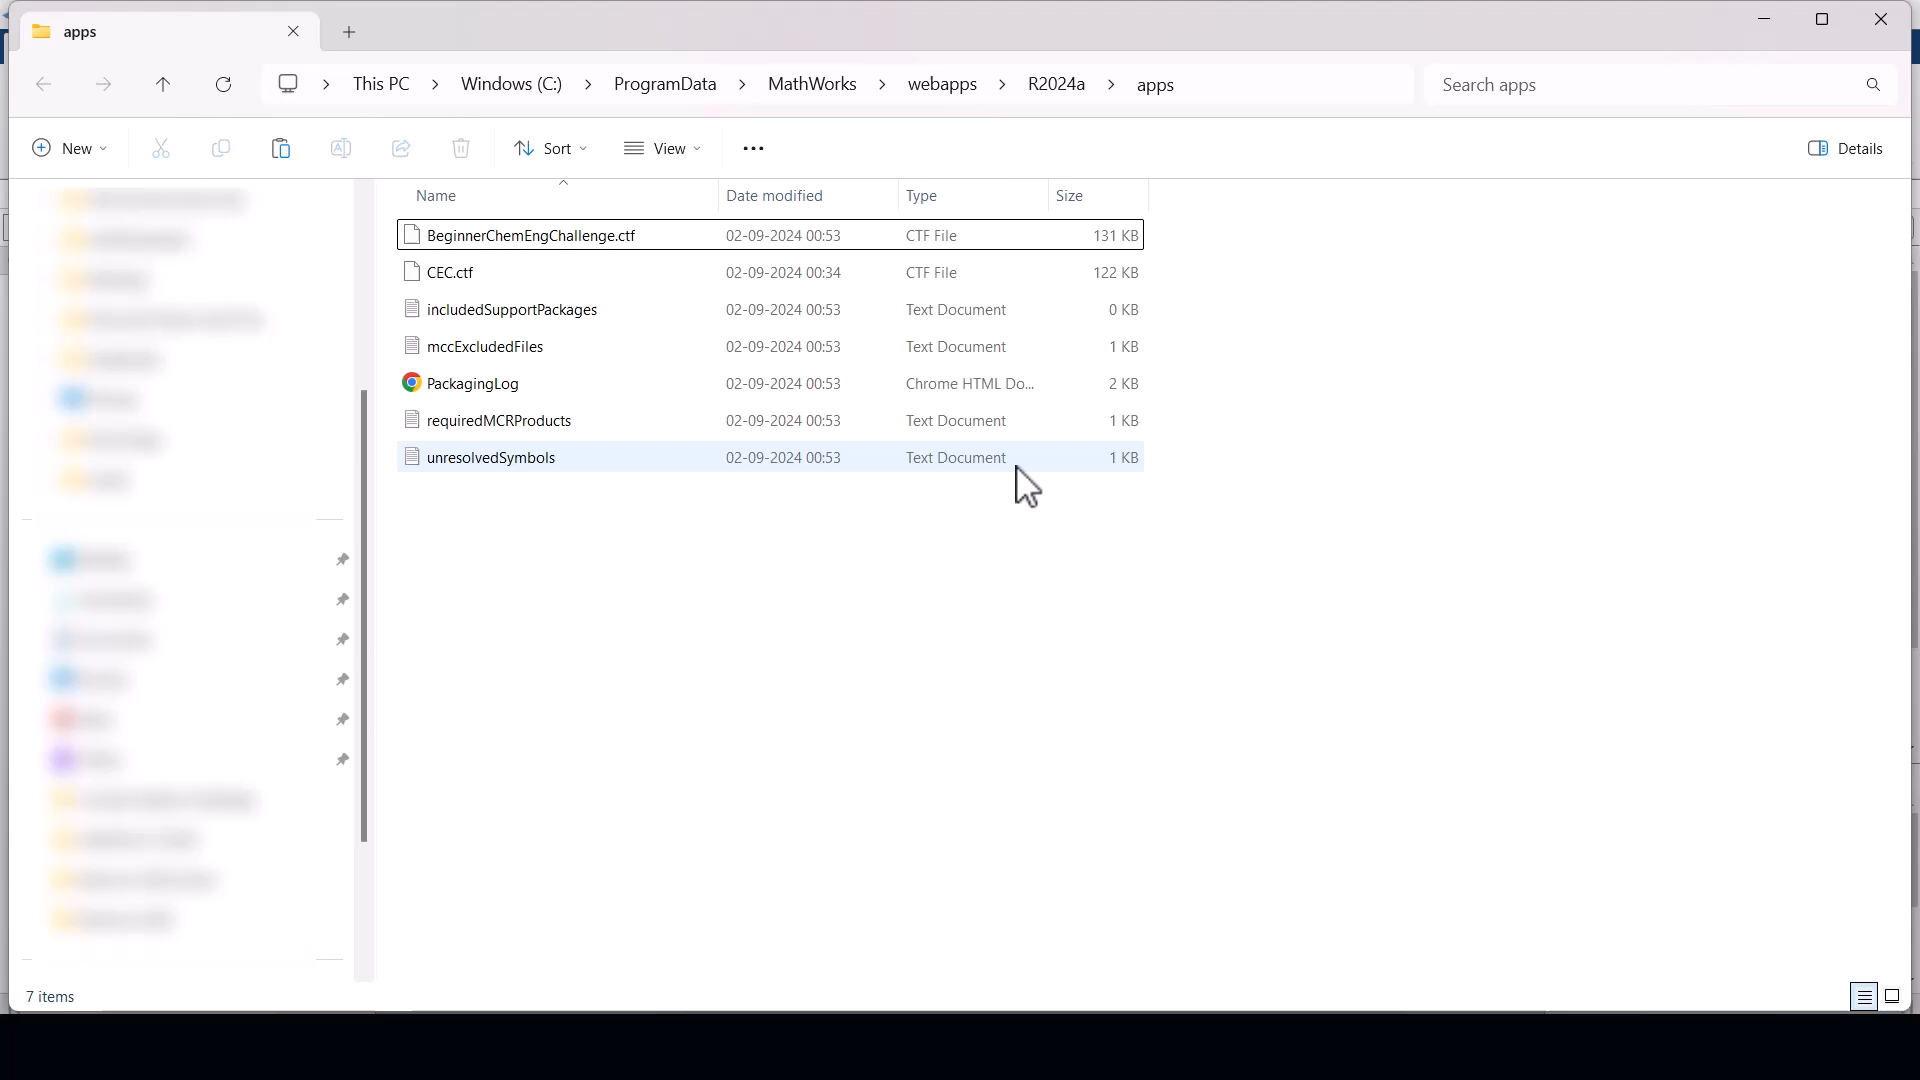 apps
This PC > Windows (C:) > ProgramData > MathWorks > webapps > R2024a > apps
Search apps
New
Sort
View
Details
Name Date modified Type Size
BeginnerChemEngChallenge.ctf 02-09-2024 00:53 CTF File 131 KB
CEC.ctf 02-09-2024 00:34 CTF File 122 KB
includedSupportPackages 02-09-2024 00:53 Text Document 0 KB
mccExcludedFiles 02-09-2024 00:53 Text Document 1 KB
PackagingLog 02-09-2024 00:53 Chrome HTML Do... 2 KB
requiredMCRProducts 02-09-2024 00:53 Text Document 1 KB
unresolvedSymbols 02-09-2024 00:53 Text Document 1 KB
7 items